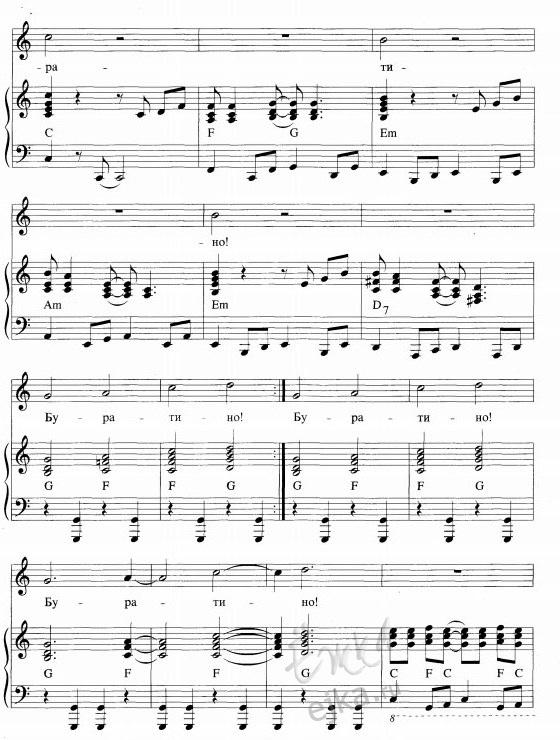 - ра - ти -
C F G Em
- но!
Am Em D7
Бу - ра - ти - но! Бу - ра - ти - но!
G F F G G F F G
Бу - ра - ти - но!
G F F G C F C F C
8
ejka.ru